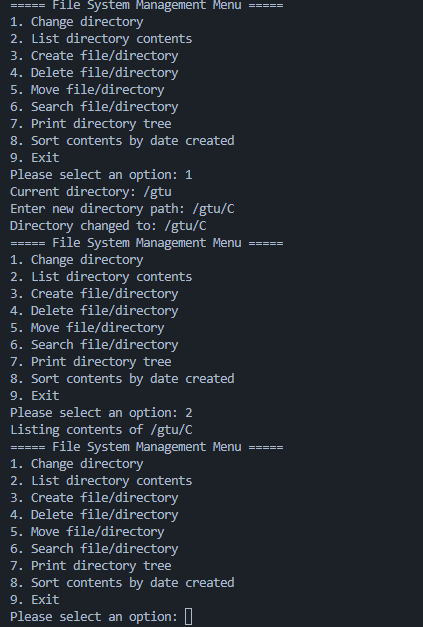 ===== File System Management Menu =====
1. Change directory
2. List directory contents
3. Create file/directory
4. Delete file/directory
5. Move file/directory
6. Search file/directory
7. Print directory tree
8. Sort contents by date created
9. Exit
Please select an option: 1
Current directory: /gtu
Enter new directory path: /gtu/C
Directory changed to: /gtu/C
===== File System Management Menu =====
1. Change directory
2. List directory contents
3. Create file/directory
4. Delete file/directory
5. Move file/directory
6. Search file/directory
7. Print directory tree
8. Sort contents by date created
9. Exit
Please select an option: 2
Listing contents of /gtu/C
===== File System Management Menu =====
1. Change directory
2. List directory contents
3. Create file/directory
4. Delete file/directory
5. Move file/directory
6. Search file/directory
7. Print directory tree
8. Sort contents by date created
9. Exit
Please select an option: